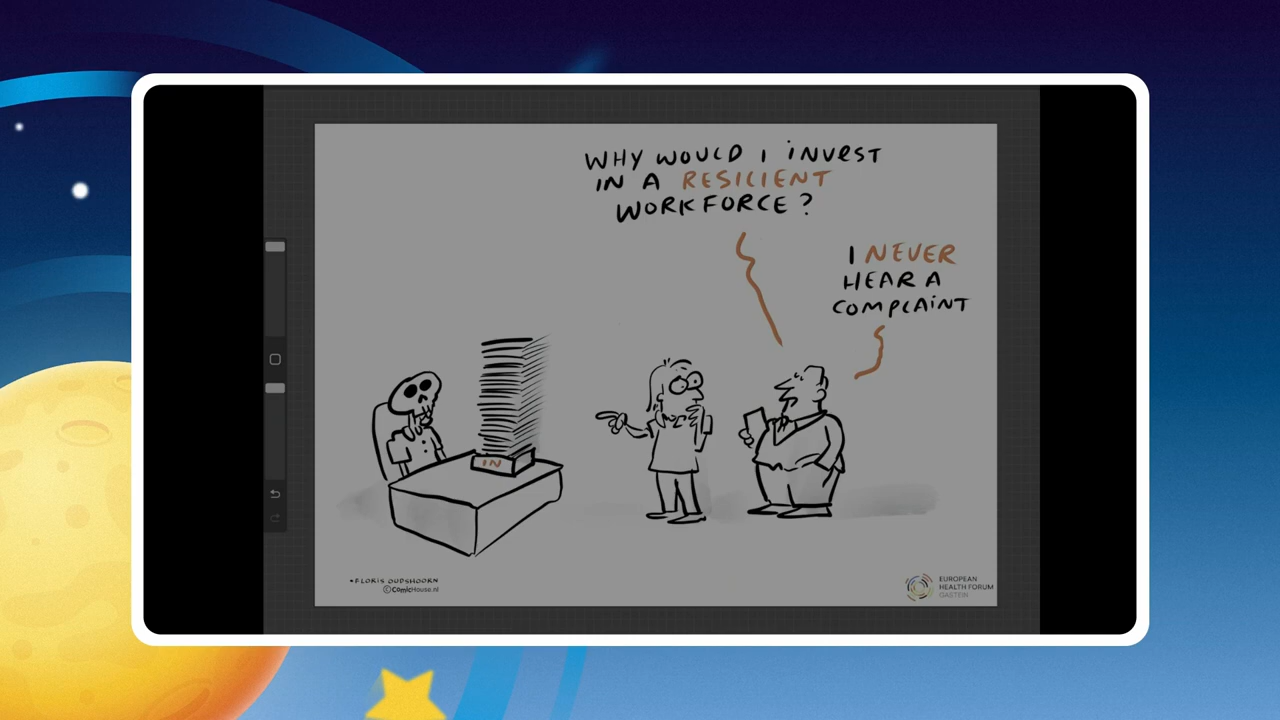 WHY WOULD I INVEST
IN A RESILIENT
WORKFORCE?
I NEVER
HEAR A
COMPLAINT
IN
*FLORIS OUDSHOORN
©ComicHouse.nl
EUROPEAN
HEALTH FORUM
GASTEIN